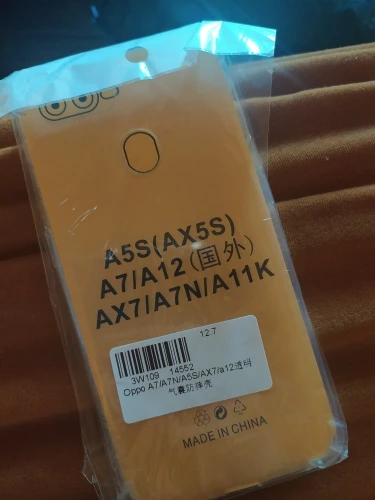 A5S(AX5S)
A7/A12(国外)
AX7/A7N/A11K
12.7
3W109 14552
Oppo A7/A7N/A5S/AX7/a12透明
气囊防摔壳
MADE IN CHINA